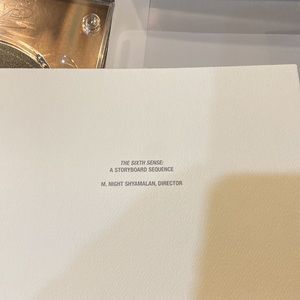 THE SIXTH SENSE:
A STORYBOARD SEQUENCE
M. NIGHT SHYAMALAN, DIRECTOR